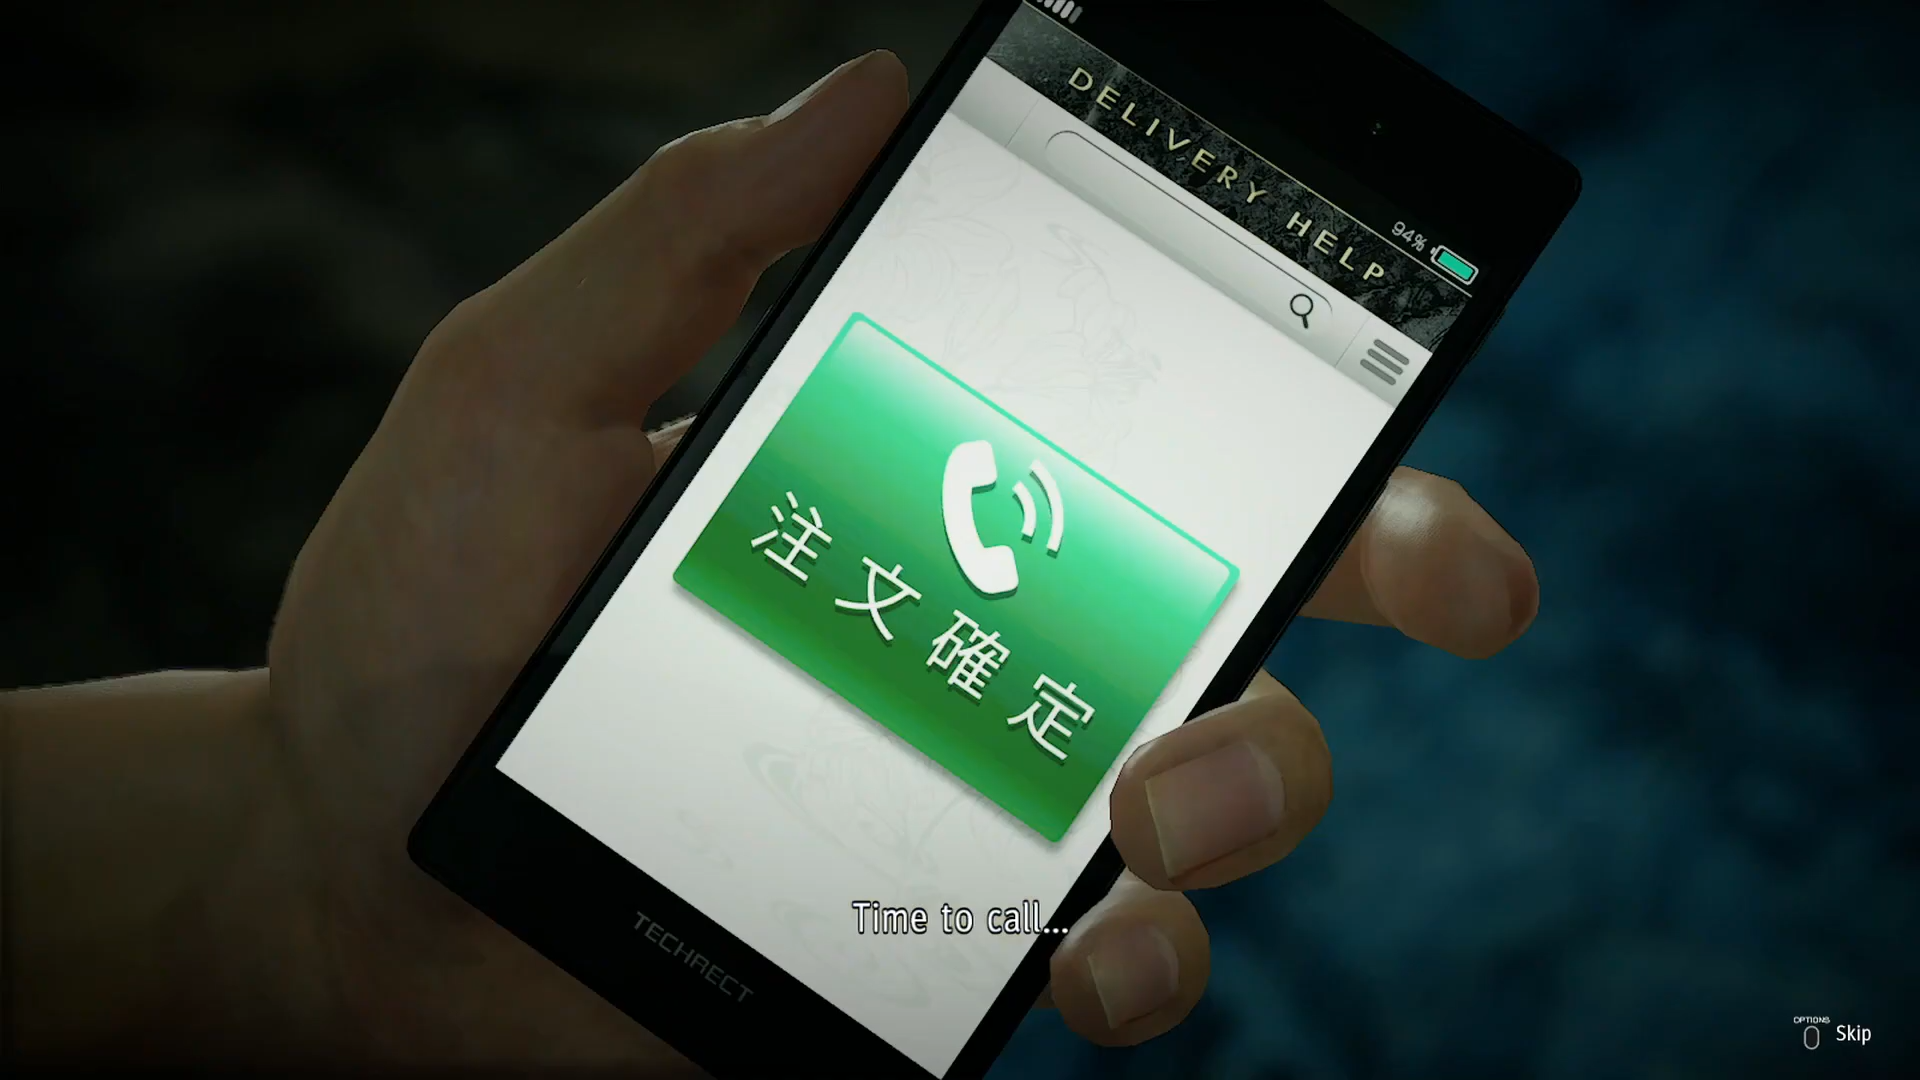 DELIVERY HELP
94%
注文確定
Time to call...
TECHRECT
OPTIONS
Skip